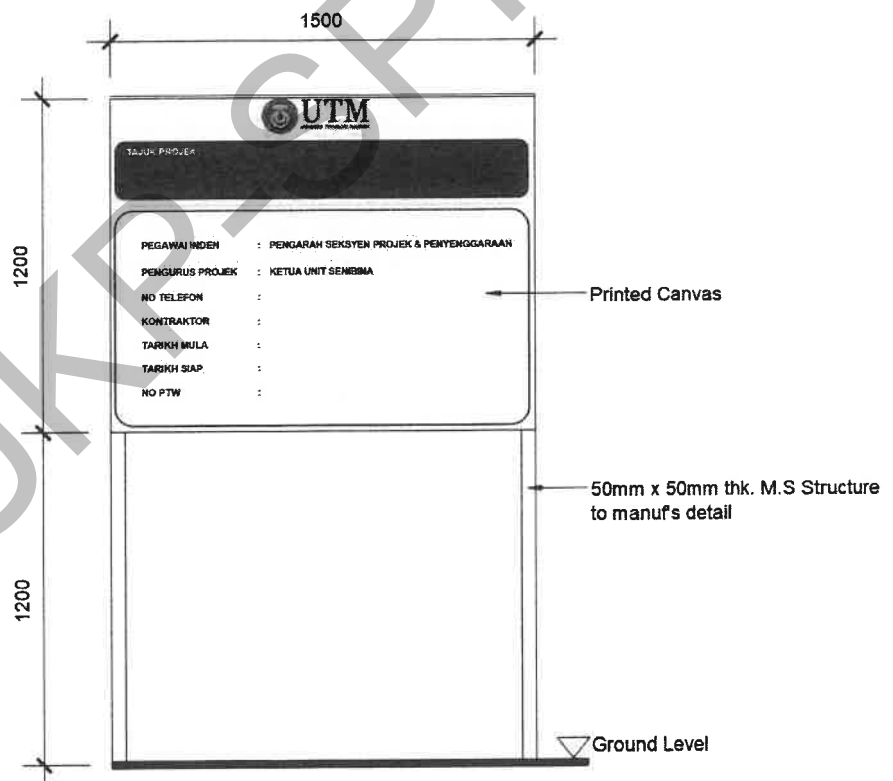 1500
UTM
TAJUK PROJEK
1200
PEGAWAI INDEN : PENGARAH SEKSYEN PROJEK & PENYENGGARAAN
PENGURUS PROJEK : KETUA UNIT SENIBINA
NO TELEFON :
KONTRAKTOR :
TARIKH MULA :
TARIKH SIAP :
NO PTW :
Printed Canvas
50mm x 50mm thk. M.S Structure
to manuf's detail
1200
Ground Level